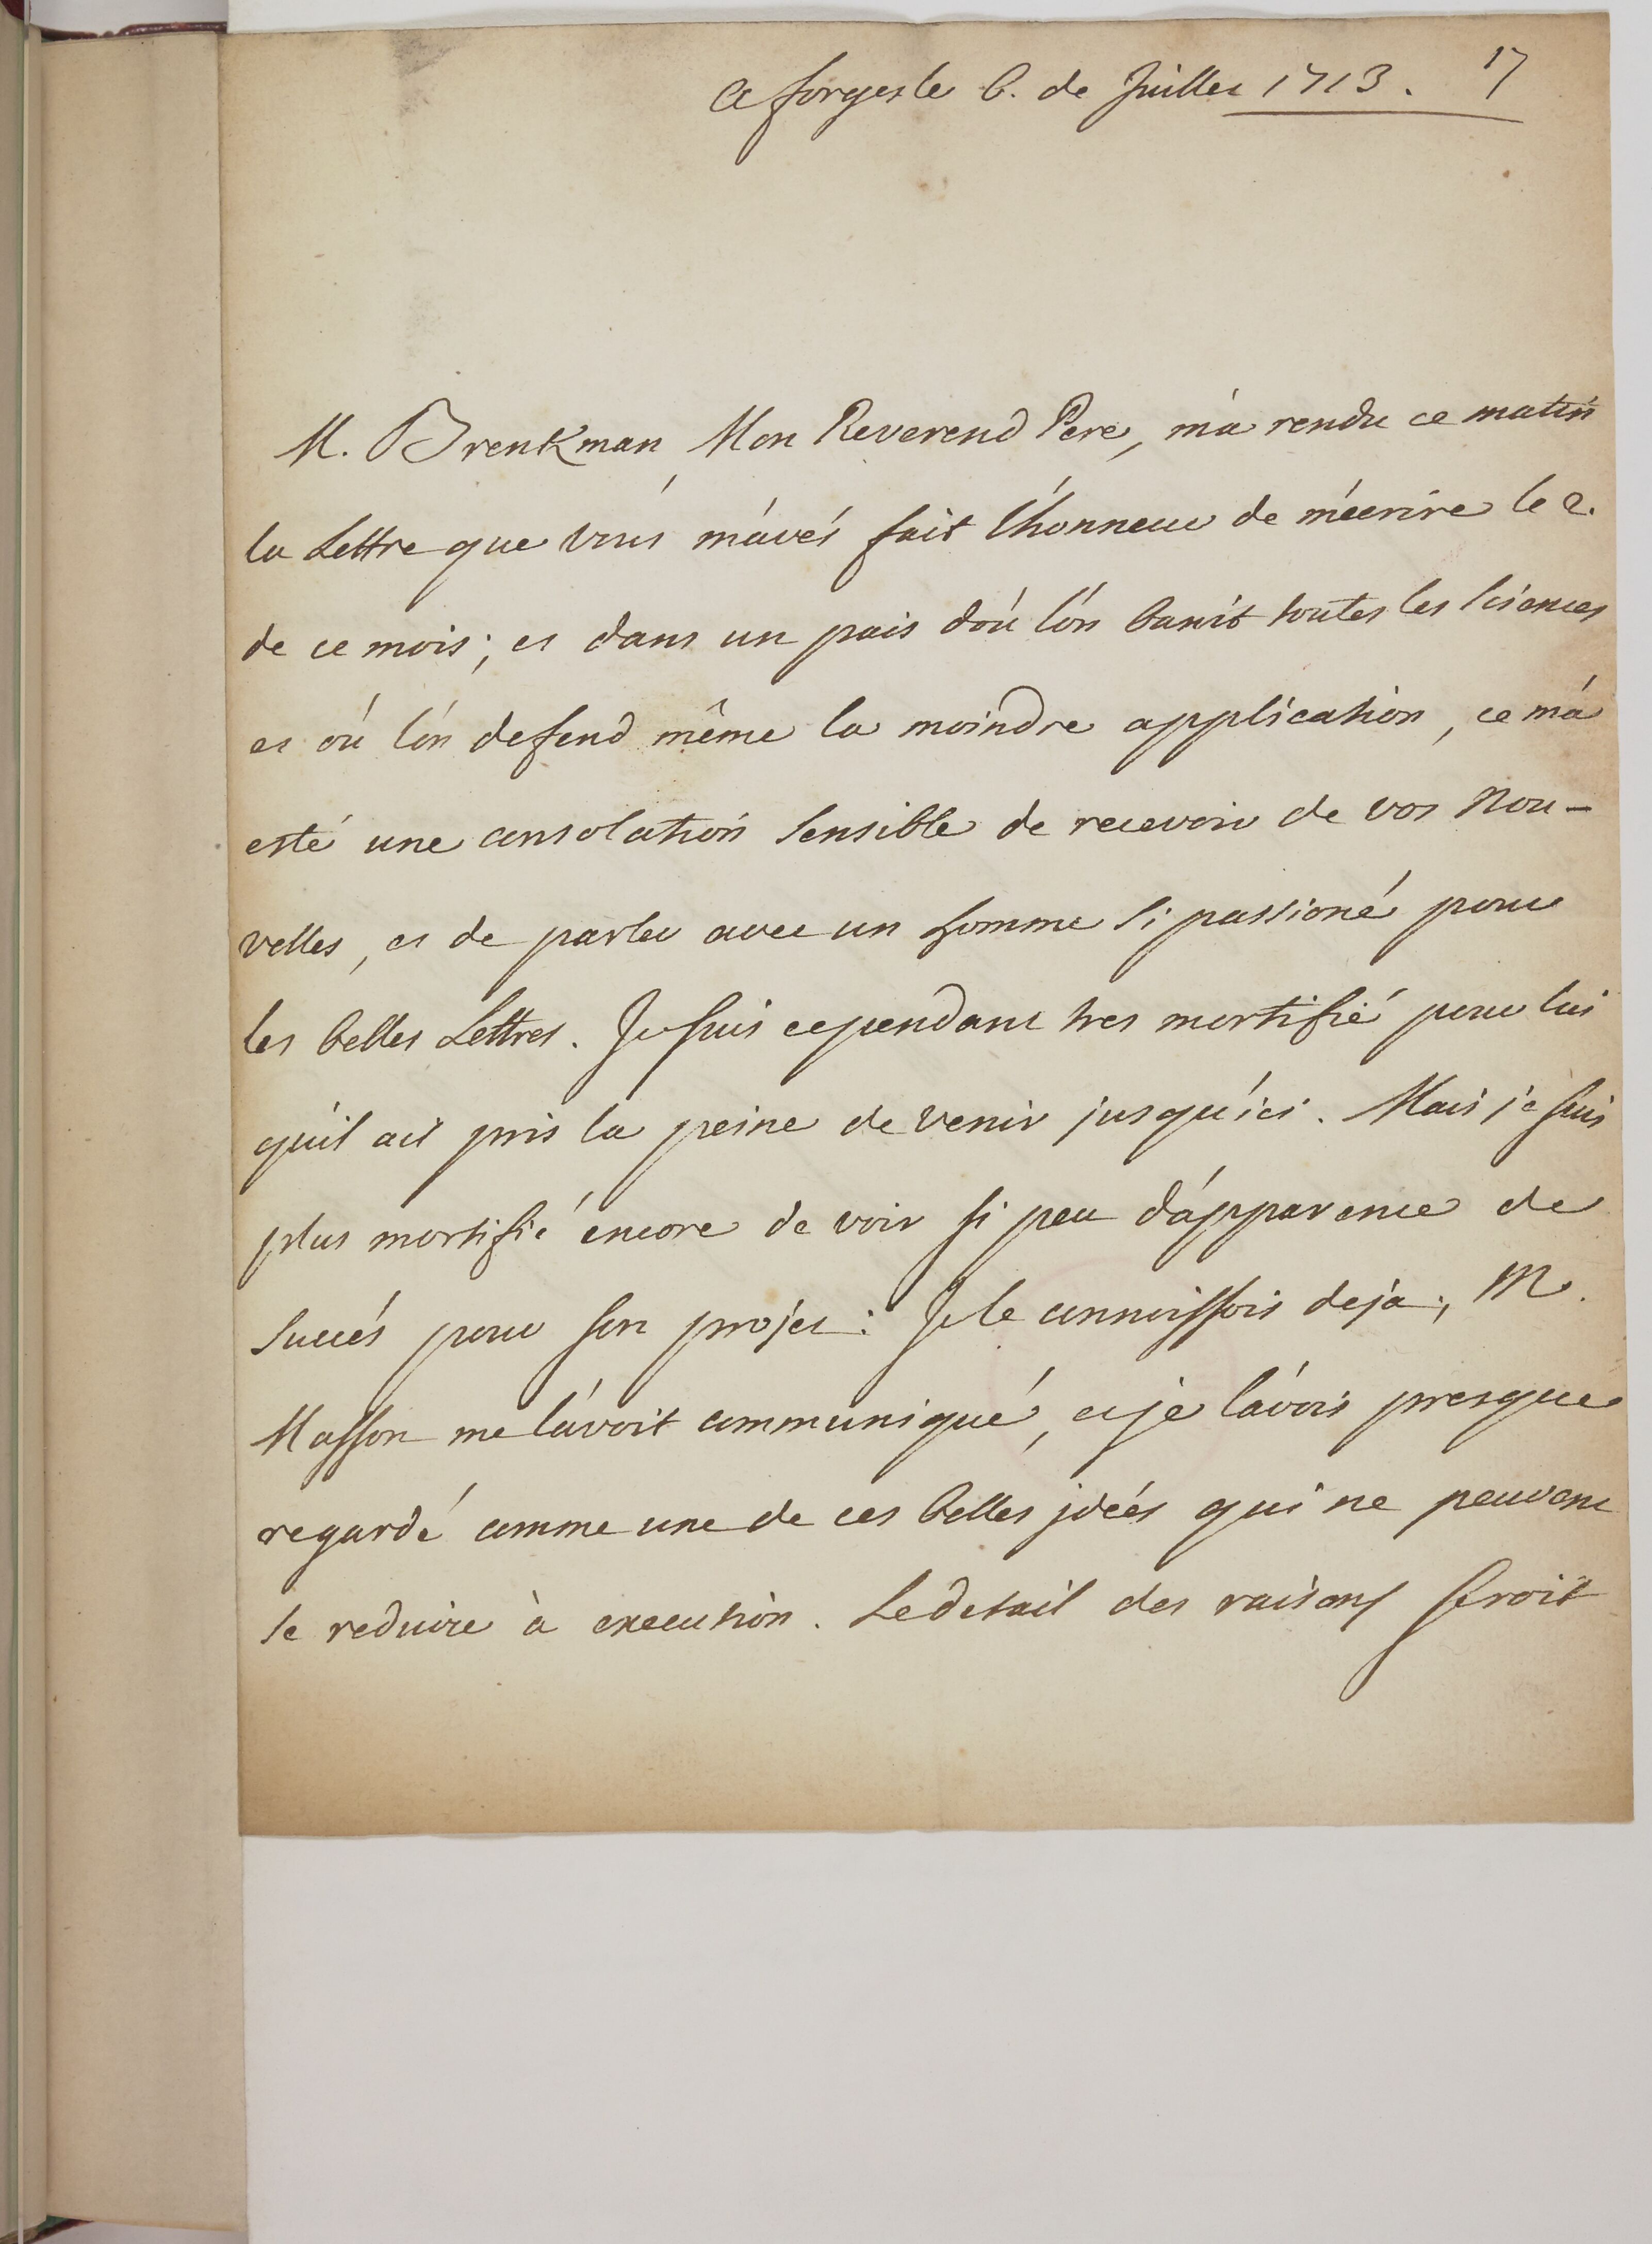 A forges le 6. de Juillet 1713. 17
M. BrenKman, Mon Reverend Pere, m'a rendu ce matin
la Lettre que vous m'avés fait l'honneur de m'ecrire le 2.
de ce mois; et dans un païs d'ou l'on banit toutes les sciences
et ou l'on defend même la moindre application, ce m'a
esté une consolation sensible de recevoir de vos Nou-
velles, et de parler avec un homme si passioné pour
les belles Lettres. Je suis cependant tres mortifié pour lui
qu'il ait pris la peine de venir jusqu'ici. Mais je suis
plus mortifié encore de voir si peu d'apparence de
succés pour son projet: Je le connoissois deja; M.
Masson me l'avoit communiqué, et je l'avois presque
regardé comme une de ces belles idées qui ne peuvent
se reduire à execution. Le detail des raisons seroit